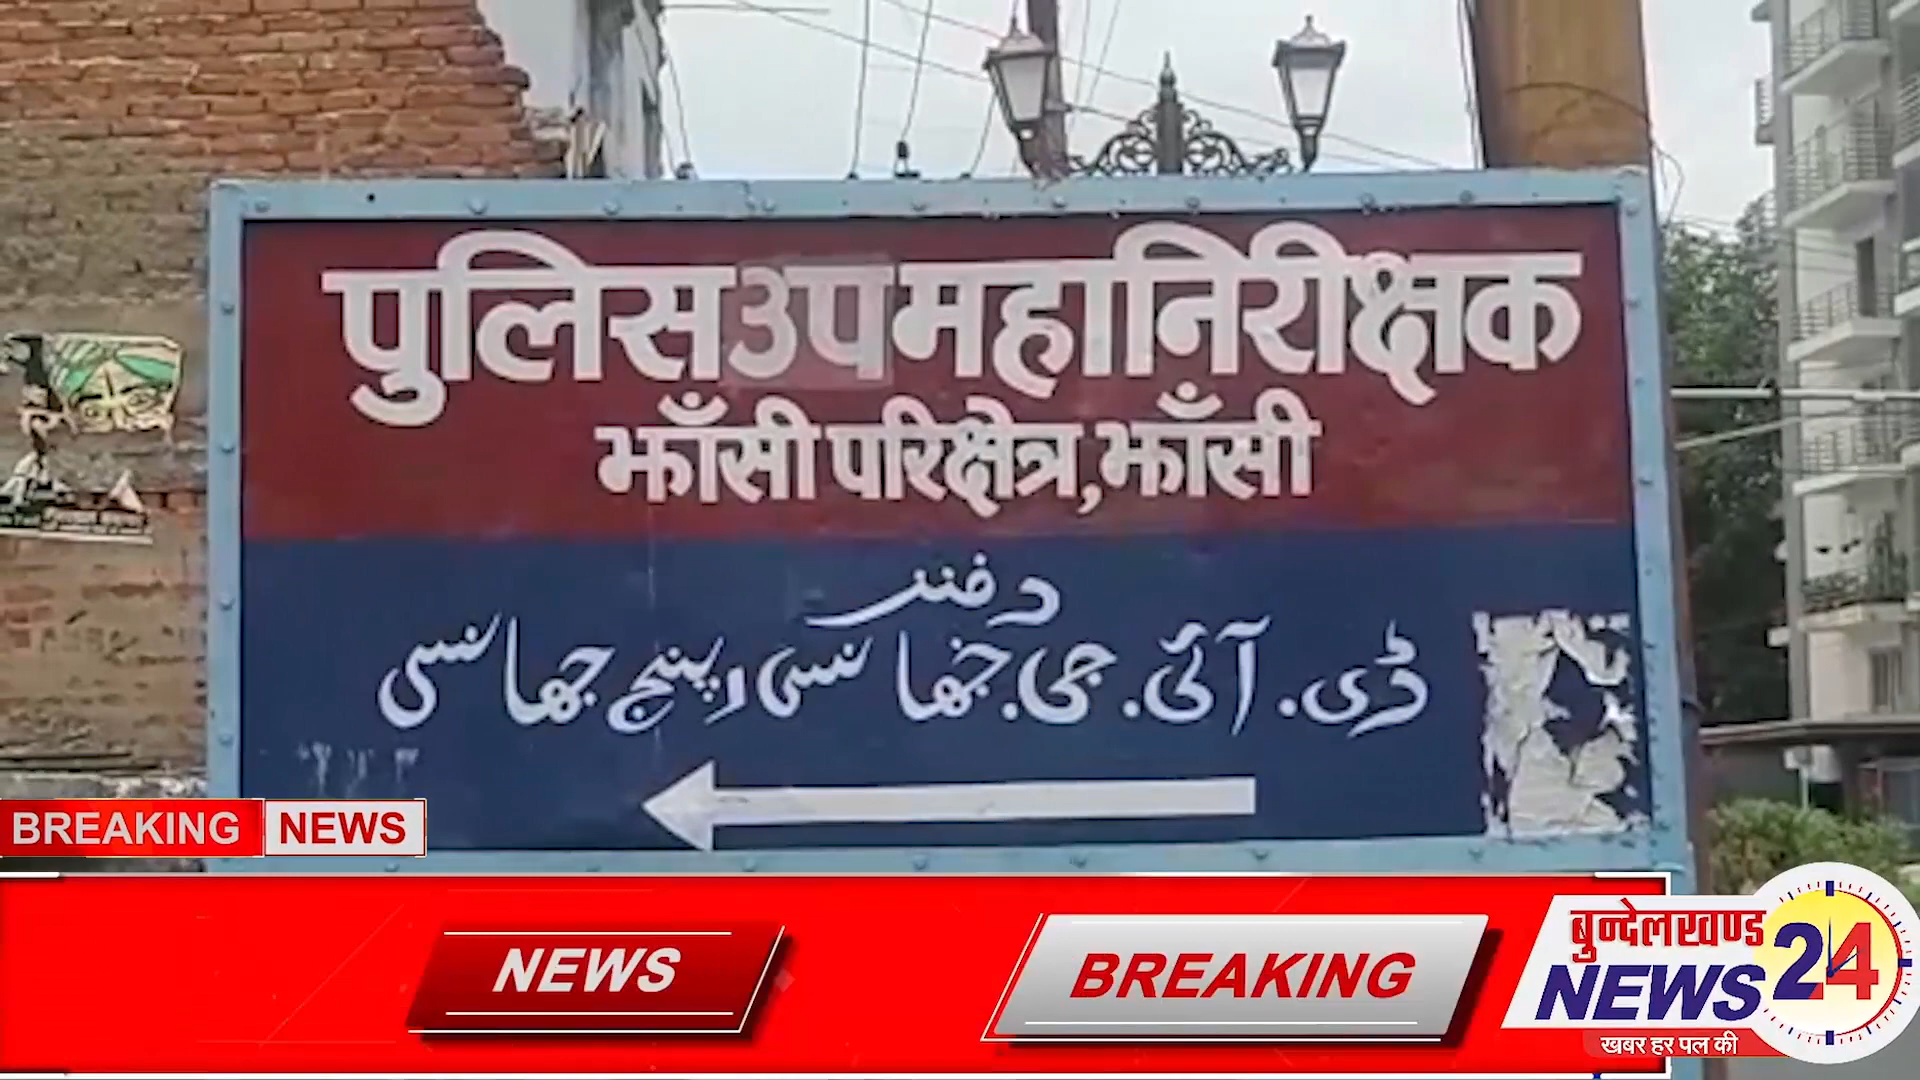 पुलिस उपमहानिरीक्षक
झाँसी परिक्षेत्र, झाँसी
دفتر
ڈی. آئی. جی. جھانسی رینج جھانسی
BREAKING NEWS
NEWS
BREAKING
बुन्देलखण्ड
NEWS 24
खबर हर पल की